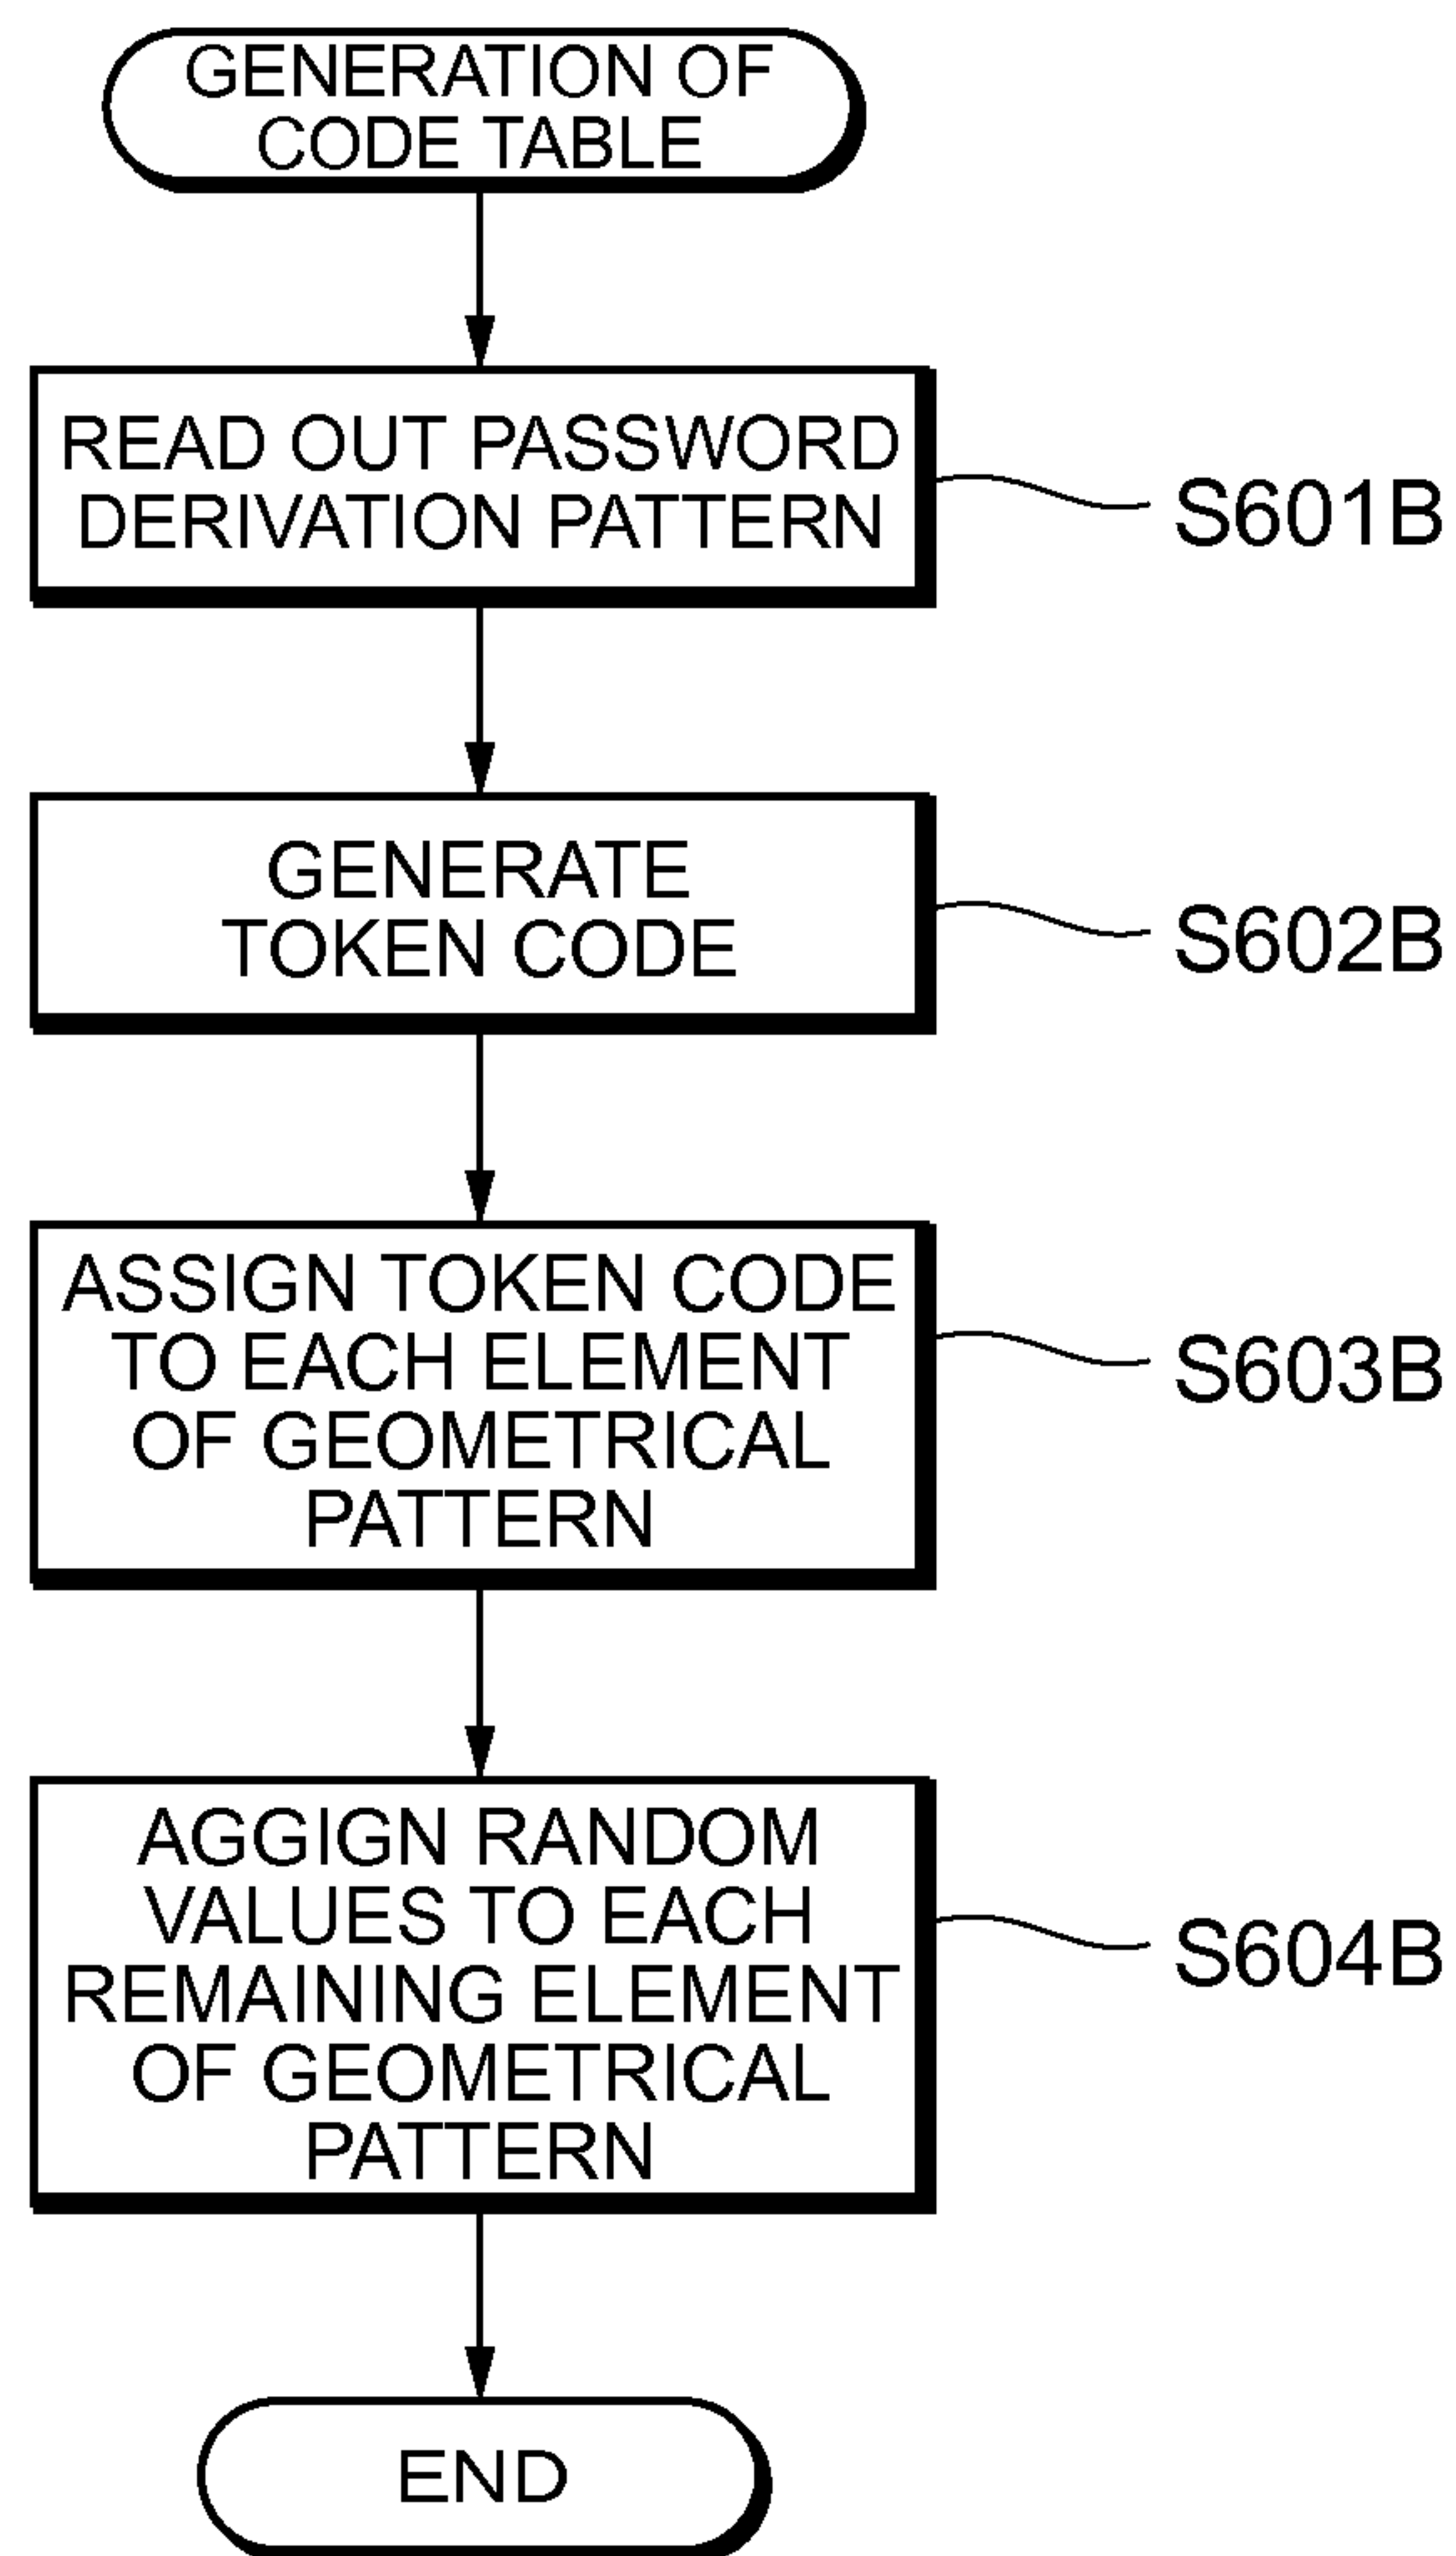 GENERATION OF
CODE TABLE
READ OUT PASSWORD
DERIVATION PATTERN
S601B
GENERATE
TOKEN CODE
S602B
ASSIGN TOKEN CODE
TO EACH ELEMENT
OF GEOMETRICAL
PATTERN
S603B
AGGIGN RANDOM
VALUES TO EACH
REMAINING ELEMENT
OF GEOMETRICAL
PATTERN
S604B
END